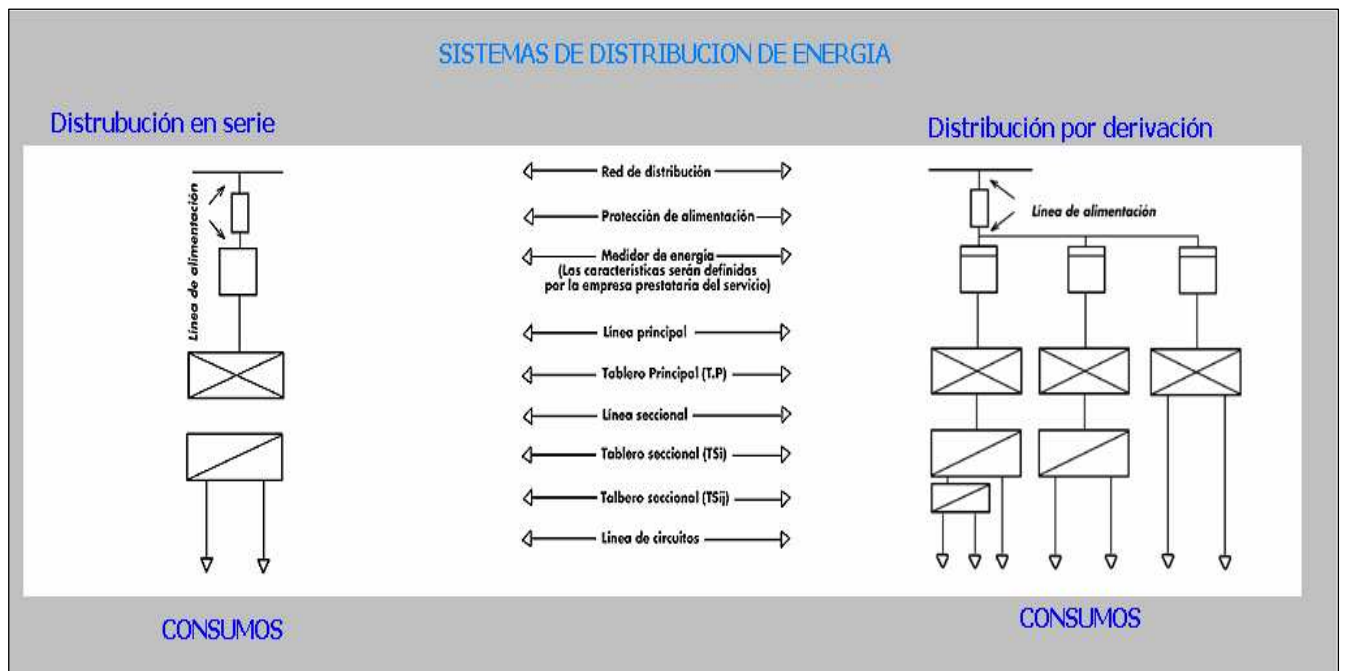 SISTEMAS DE DISTRIBUCION DE ENERGIA
Distrubución en serie
Distribución por derivación
Línea de alimentación
Red de distribución
Línea de alimentación
Protección de alimentación
Medidor de energía
(Las características serán definidas
por la empresa prestataria del servicio)
Línea principal
Tablero Principal (T.P)
Línea seccional
Tablero seccional (TSi)
Talbero seccional (TSij)
Línea de circuitos
CONSUMOS
CONSUMOS